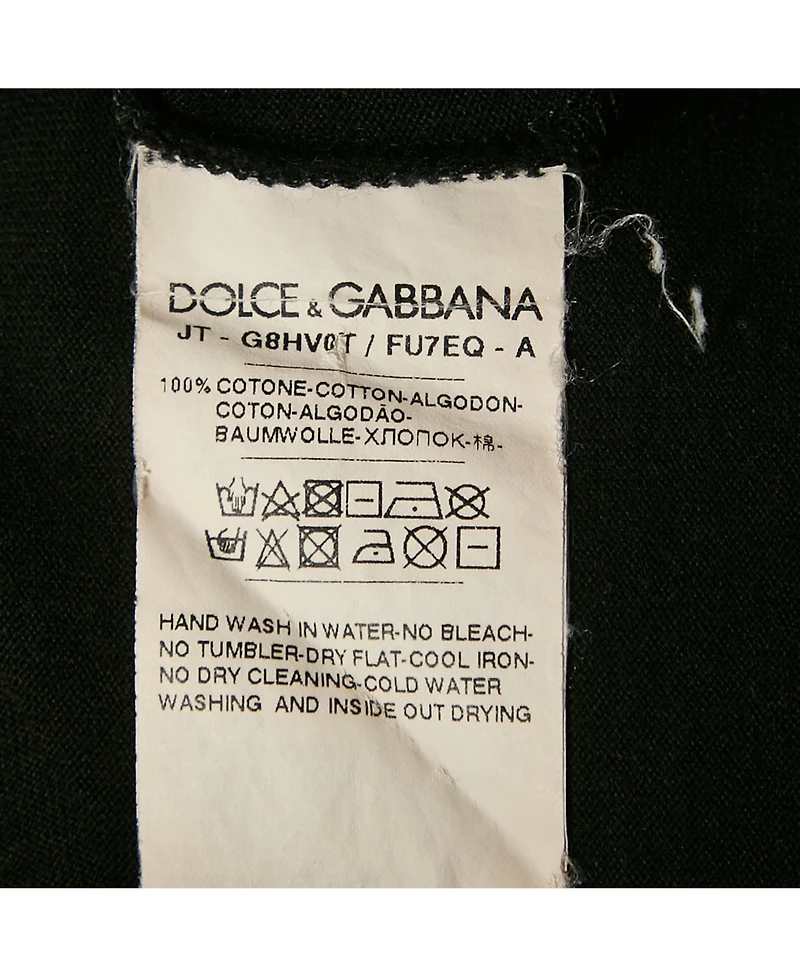 DOLCE & GABBANA
JT - G8HV0T / FU7EQ - A
100% COTONE-COTTON-ALGODON-
COTON-ALGODÃO-
BAUMWOLLE-ХЛОПОК-棉-
HAND WASH IN WATER-NO BLEACH-
NO TUMBLER-DRY FLAT-COOL IRON-
NO DRY CLEANING-COLD WATER
WASHING AND INSIDE OUT DRYING